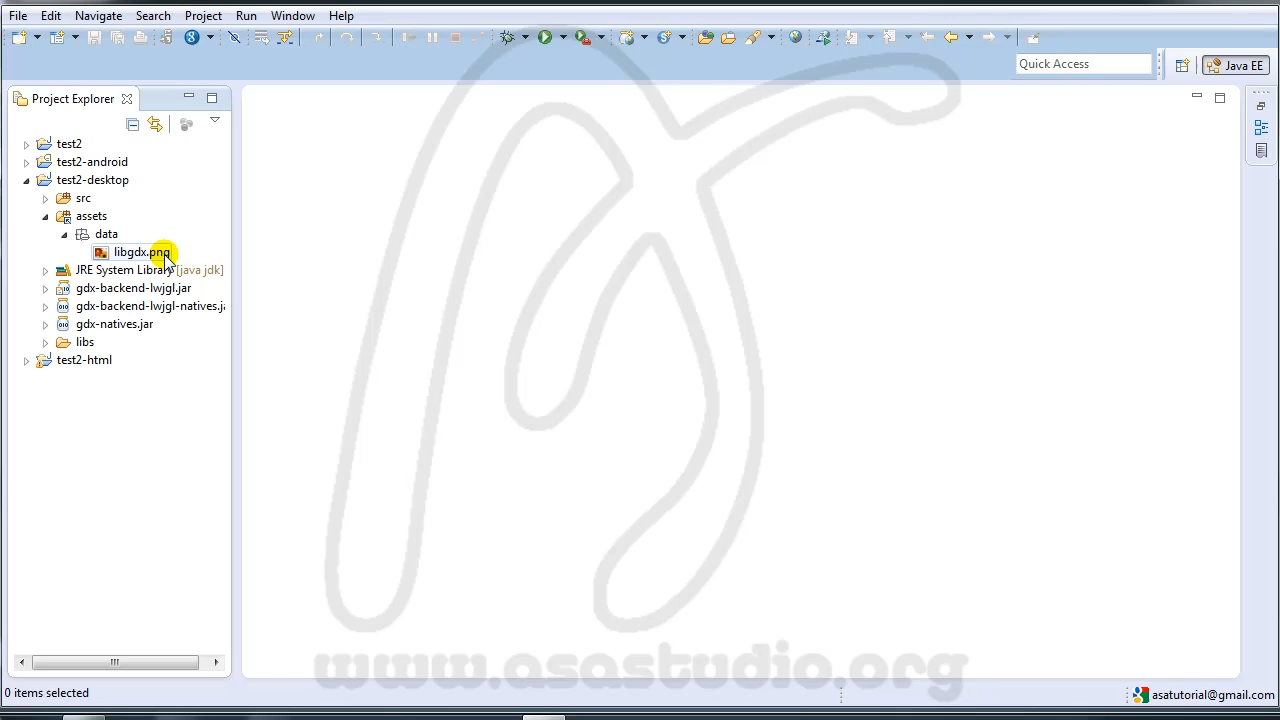 File Edit Navigate Search Project Run Window Help
Quick Access
Java EE
Project Explorer
test2
test2-android
test2-desktop
src
assets
data
libgdx.png
JRE System Library [java jdk]
gdx-backend-lwjgl.jar
gdx-backend-lwjgl-natives.ja
gdx-natives.jar
libs
test2-html
www.asastudio.org
0 items selected
asatutorial@gmail.com